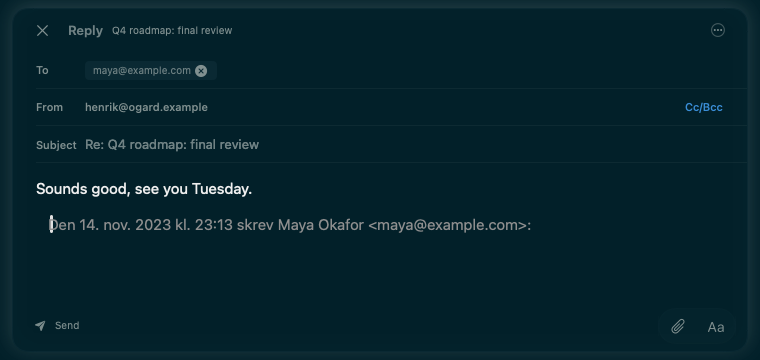 Reply Q4 roadmap: final review
To maya@example.com
From henrik@ogard.example Cc/Bcc
Subject Re: Q4 roadmap: final review
Sounds good, see you Tuesday.
Den 14. nov. 2023 kl. 23:13 skrev Maya Okafor <maya@example.com>:
Send Aa